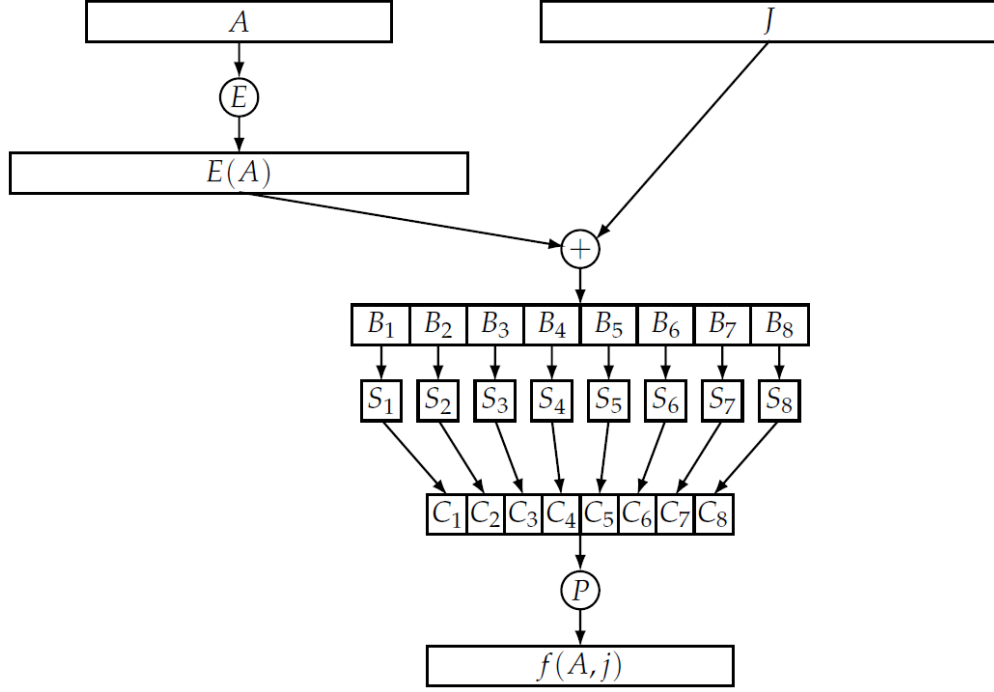 A J
E
E(A)
+
B₁ B₂ B₃ B₄ B₅ B₆ B₇ B₈
S₁ S₂ S₃ S₄ S₅ S₆ S₇ S₈
C₁ C₂ C₃ C₄ C₅ C₆ C₇ C₈
P
f(A, j)